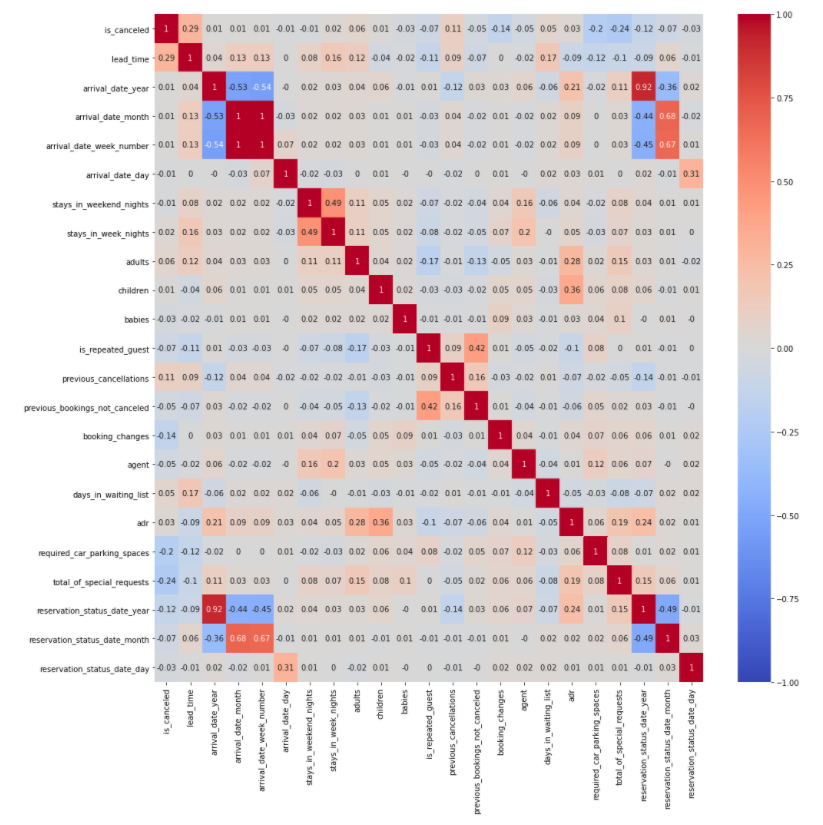 is_canceled 1 0.29 0.01 0.01 0.01 -0.01 -0.01 0.02 0.06 0.01 -0.03 -0.07 0.11 -0.05 -0.14 -0.05 0.05 0.03 -0.2 -0.24 -0.12 -0.07 -0.03
lead_time 0.29 1 0.04 0.13 0.13 0 0.08 0.16 0.12 -0.04 -0.02 -0.11 0.09 -0.07 0 -0.02 0.17 -0.09 -0.12 -0.1 -0.09 0.06 -0.01
arrival_date_year 0.01 0.04 1 -0.53 -0.54 -0 0.02 0.03 0.04 0.06 -0.01 0.01 -0.12 0.03 0.03 0.06 -0.06 0.21 -0.02 0.11 0.92 -0.36 0.02
arrival_date_month 0.01 0.13 -0.53 1 1 -0.03 0.02 0.02 0.03 0.01 0.01 -0.03 0.04 -0.02 0.01 -0.02 0.02 0.09 0 0.03 -0.44 0.68 -0.02
arrival_date_week_number 0.01 0.13 -0.54 1 1 0.07 0.02 0.02 0.03 0.01 0.01 -0.03 0.04 -0.02 0.01 -0.02 0.02 0.09 0 0.03 -0.45 0.67 0.01
arrival_date_day -0.01 0 -0 -0.03 0.07 1 -0.02 -0.03 0 0.01 -0 -0 -0.02 0 0.01 -0 0.02 0.03 0.01 0 0.02 -0.01 0.31
stays_in_weekend_nights -0.01 0.08 0.02 0.02 0.02 -0.02 1 0.49 0.11 0.05 0.02 -0.07 -0.02 -0.04 0.04 0.16 -0.06 0.04 -0.02 0.08 0.04 0.01 0.01
stays_in_week_nights 0.02 0.16 0.03 0.02 0.02 -0.03 0.49 1 0.11 0.05 0.02 -0.08 -0.02 -0.05 0.07 0.2 -0 0.05 -0.03 0.07 0.03 0.01 0
adults 0.06 0.12 0.04 0.03 0.03 0 0.11 0.11 1 0.04 0.02 -0.17 -0.01 -0.13 -0.05 0.03 -0.01 0.28 0.02 0.15 0.03 0.01 -0.02
children 0.01 -0.04 0.06 0.01 0.01 0.01 0.05 0.05 0.04 1 0.02 -0.03 -0.03 -0.02 0.05 0.05 -0.03 0.36 0.06 0.08 0.06 -0.01 0.01
babies -0.03 -0.02 -0.01 0.01 0.01 -0 0.02 0.02 0.02 0.02 1 -0.01 -0.01 -0.01 0.09 0.03 -0.01 0.03 0.04 0.1 -0 0.01 -0
is_repeated_guest -0.07 -0.11 0.01 -0.03 -0.03 -0 -0.07 -0.08 -0.17 -0.03 -0.01 1 0.09 0.42 0.01 -0.05 -0.02 -0.1 0.08 0 0.01 -0.01 0
previous_cancellations 0.11 0.09 -0.12 0.04 0.04 -0.02 -0.02 -0.02 -0.01 -0.03 -0.01 0.09 1 0.16 -0.03 -0.02 0.01 -0.07 -0.02 -0.05 -0.14 -0.01 -0.01
previous_bookings_not_canceled -0.05 -0.07 0.03 -0.02 -0.02 0 -0.04 -0.05 -0.13 -0.02 -0.01 0.42 0.16 1 0.01 -0.04 -0.01 -0.06 0.05 0.02 0.03 -0.01 -0
booking_changes -0.14 0 0.03 0.01 0.01 0.01 0.04 0.07 -0.05 0.05 0.09 0.01 -0.03 0.01 1 0.04 -0.01 0.04 0.07 0.06 0.06 0.01 0.02
agent -0.05 -0.02 0.06 -0.02 -0.02 -0 0.16 0.2 0.03 0.05 0.03 -0.05 -0.02 -0.04 0.04 1 -0.04 0.01 0.12 0.06 0.07 -0 0.02
days_in_waiting_list 0.05 0.17 -0.06 0.02 0.02 0.02 -0.06 -0 -0.01 -0.03 -0.01 -0.02 0.01 -0.01 -0.01 -0.04 1 -0.05 -0.03 -0.08 -0.07 0.02 0.02
adr 0.03 -0.09 0.21 0.09 0.09 0.03 0.04 0.05 0.28 0.36 0.03 -0.1 -0.07 -0.06 0.04 0.01 -0.05 1 0.06 0.19 0.24 0.02 0.01
required_car_parking_spaces -0.2 -0.12 -0.02 0 0 0.01 -0.02 -0.03 0.02 0.06 0.04 0.08 -0.02 0.05 0.07 0.12 -0.03 0.06 1 0.08 0.01 0.02 0.01
total_of_special_requests -0.24 -0.1 0.11 0.03 0.03 0 0.08 0.07 0.15 0.08 0.1 0 -0.05 0.02 0.06 0.06 -0.08 0.19 0.08 1 0.15 0.06 0.01
reservation_status_date_year -0.12 -0.09 0.92 -0.44 -0.45 0.02 0.04 0.03 0.03 0.06 -0 0.01 -0.14 0.03 0.06 0.07 -0.07 0.24 0.01 0.15 1 -0.49 -0.01
reservation_status_date_month -0.07 0.06 -0.36 0.68 0.67 -0.01 0.01 0.01 0.01 -0.01 0.01 -0.01 -0.01 -0.01 0.01 -0 0.02 0.02 0.02 0.06 -0.49 1 0.03
reservation_status_date_day -0.03 -0.01 0.02 -0.02 0.01 0.31 0.01 0 -0.02 0.01 -0 0 -0.01 -0 0.02 0.02 0.02 0.01 0.01 0.01 -0.01 0.03 1
is_canceled
lead_time
arrival_date_year
arrival_date_month
arrival_date_week_number
arrival_date_day
stays_in_weekend_nights
stays_in_week_nights
adults
children
babies
is_repeated_guest
previous_cancellations
previous_bookings_not_canceled
booking_changes
agent
days_in_waiting_list
adr
required_car_parking_spaces
total_of_special_requests
reservation_status_date_year
reservation_status_date_month
reservation_status_date_day
1.00
0.75
0.50
0.25
0.00
-0.25
-0.50
-0.75
-1.00